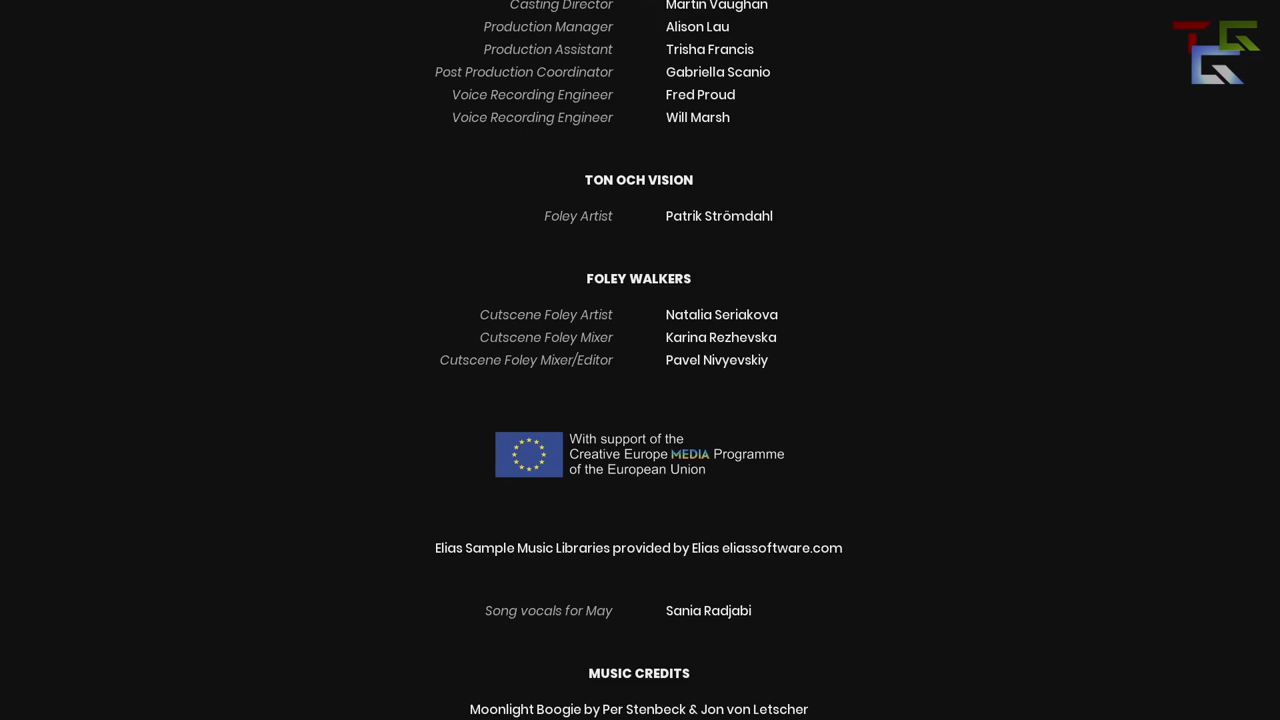 Casting Director Martin Vaughan
Production Manager Alison Lau
Production Assistant Trisha Francis
Post Production Coordinator Gabriella Scanio
Voice Recording Engineer Fred Proud
Voice Recording Engineer Will Marsh
TON OCH VISION
Foley Artist Patrik Strömdahl
FOLEY WALKERS
Cutscene Foley Artist Natalia Seriakova
Cutscene Foley Mixer Karina Rezhevska
Cutscene Foley Mixer/Editor Pavel Nivyevskiy
With support of the
Creative Europe MEDIA Programme
of the European Union
Elias Sample Music Libraries provided by Elias eliassoftware.com
Song vocals for May Sania Radjabi
MUSIC CREDITS
Moonlight Boogie by Per Stenbeck & Jon von Letscher